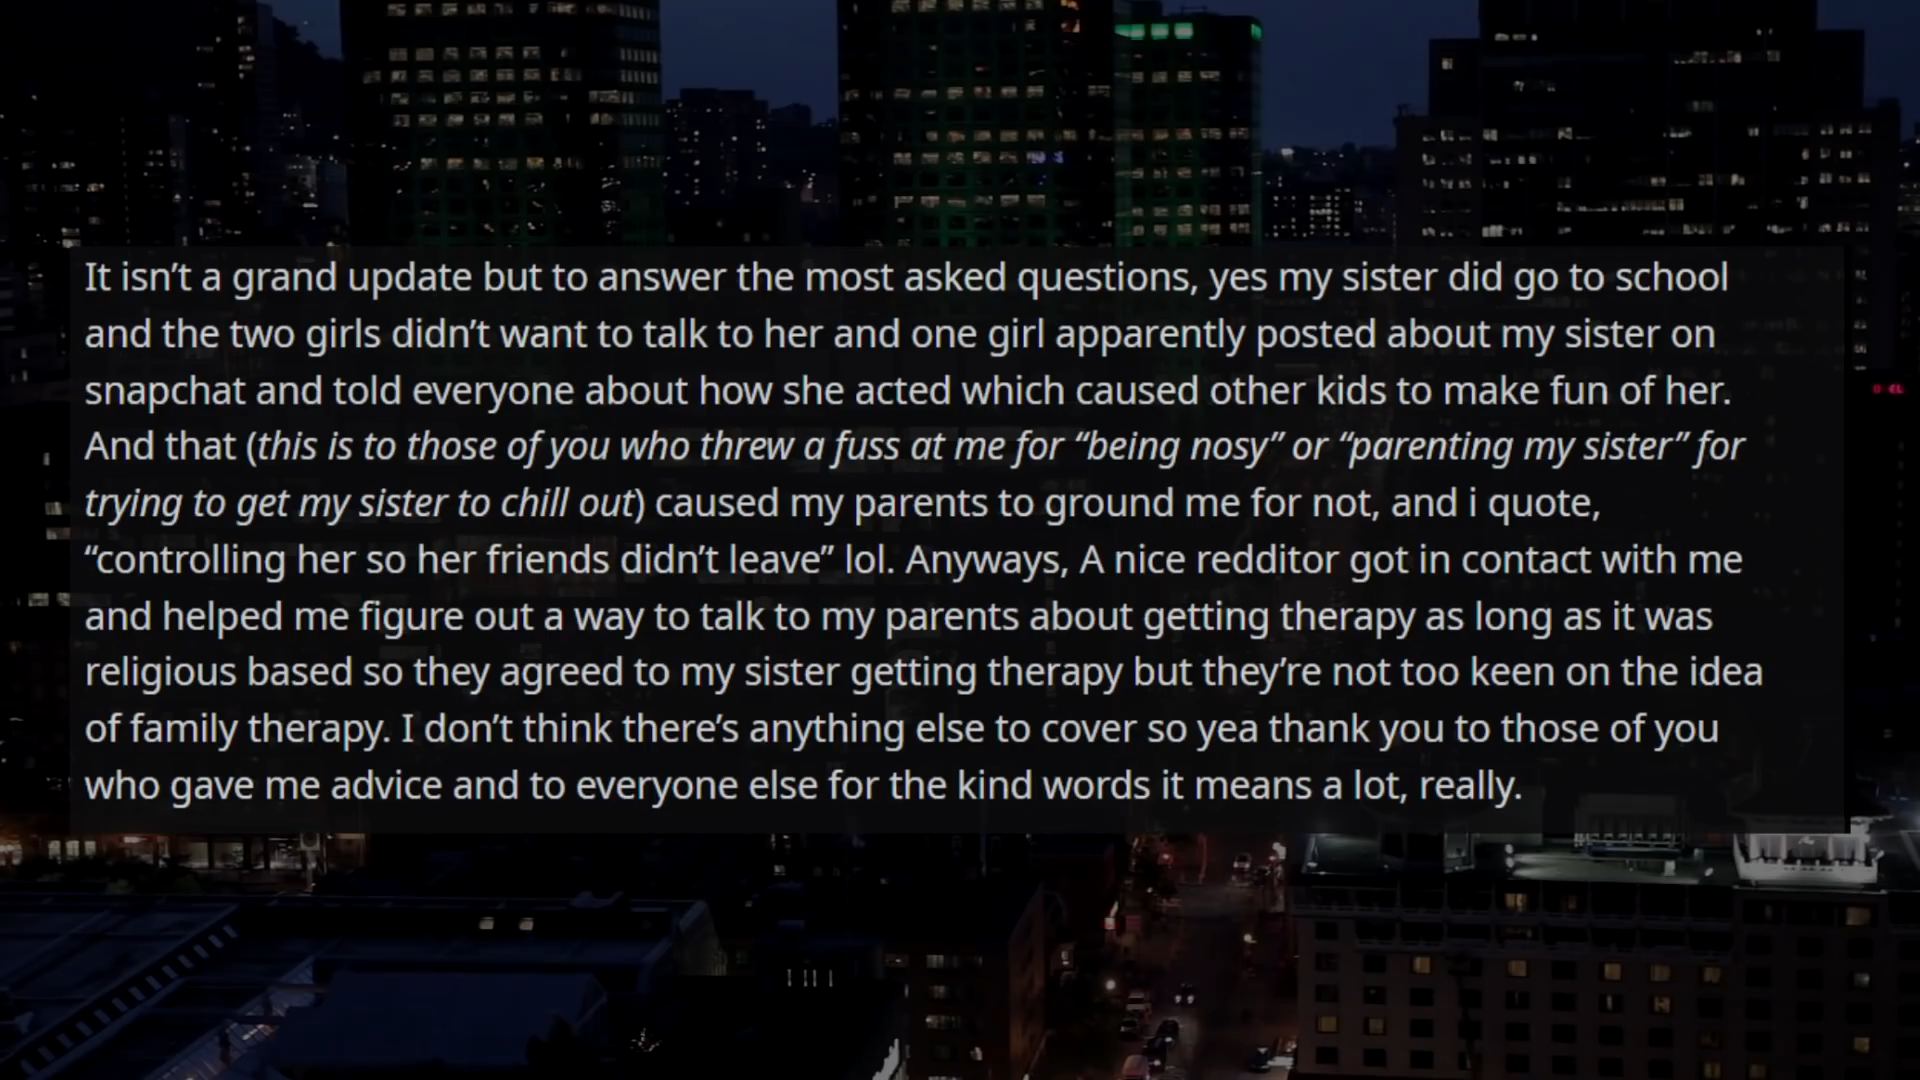 It isn’t a grand update but to answer the most asked questions, yes my sister did go to school
and the two girls didn’t want to talk to her and one girl apparently posted about my sister on
snapchat and told everyone about how she acted which caused other kids to make fun of her.
And that (this is to those of you who threw a fuss at me for “being nosy” or “parenting my sister” for
trying to get my sister to chill out) caused my parents to ground me for not, and i quote,
“controlling her so her friends didn’t leave” lol. Anyways, A nice redditor got in contact with me
and helped me figure out a way to talk to my parents about getting therapy as long as it was
religious based so they agreed to my sister getting therapy but they’re not too keen on the idea
of family therapy. I don’t think there’s anything else to cover so yea thank you to those of you
who gave me advice and to everyone else for the kind words it means a lot, really.